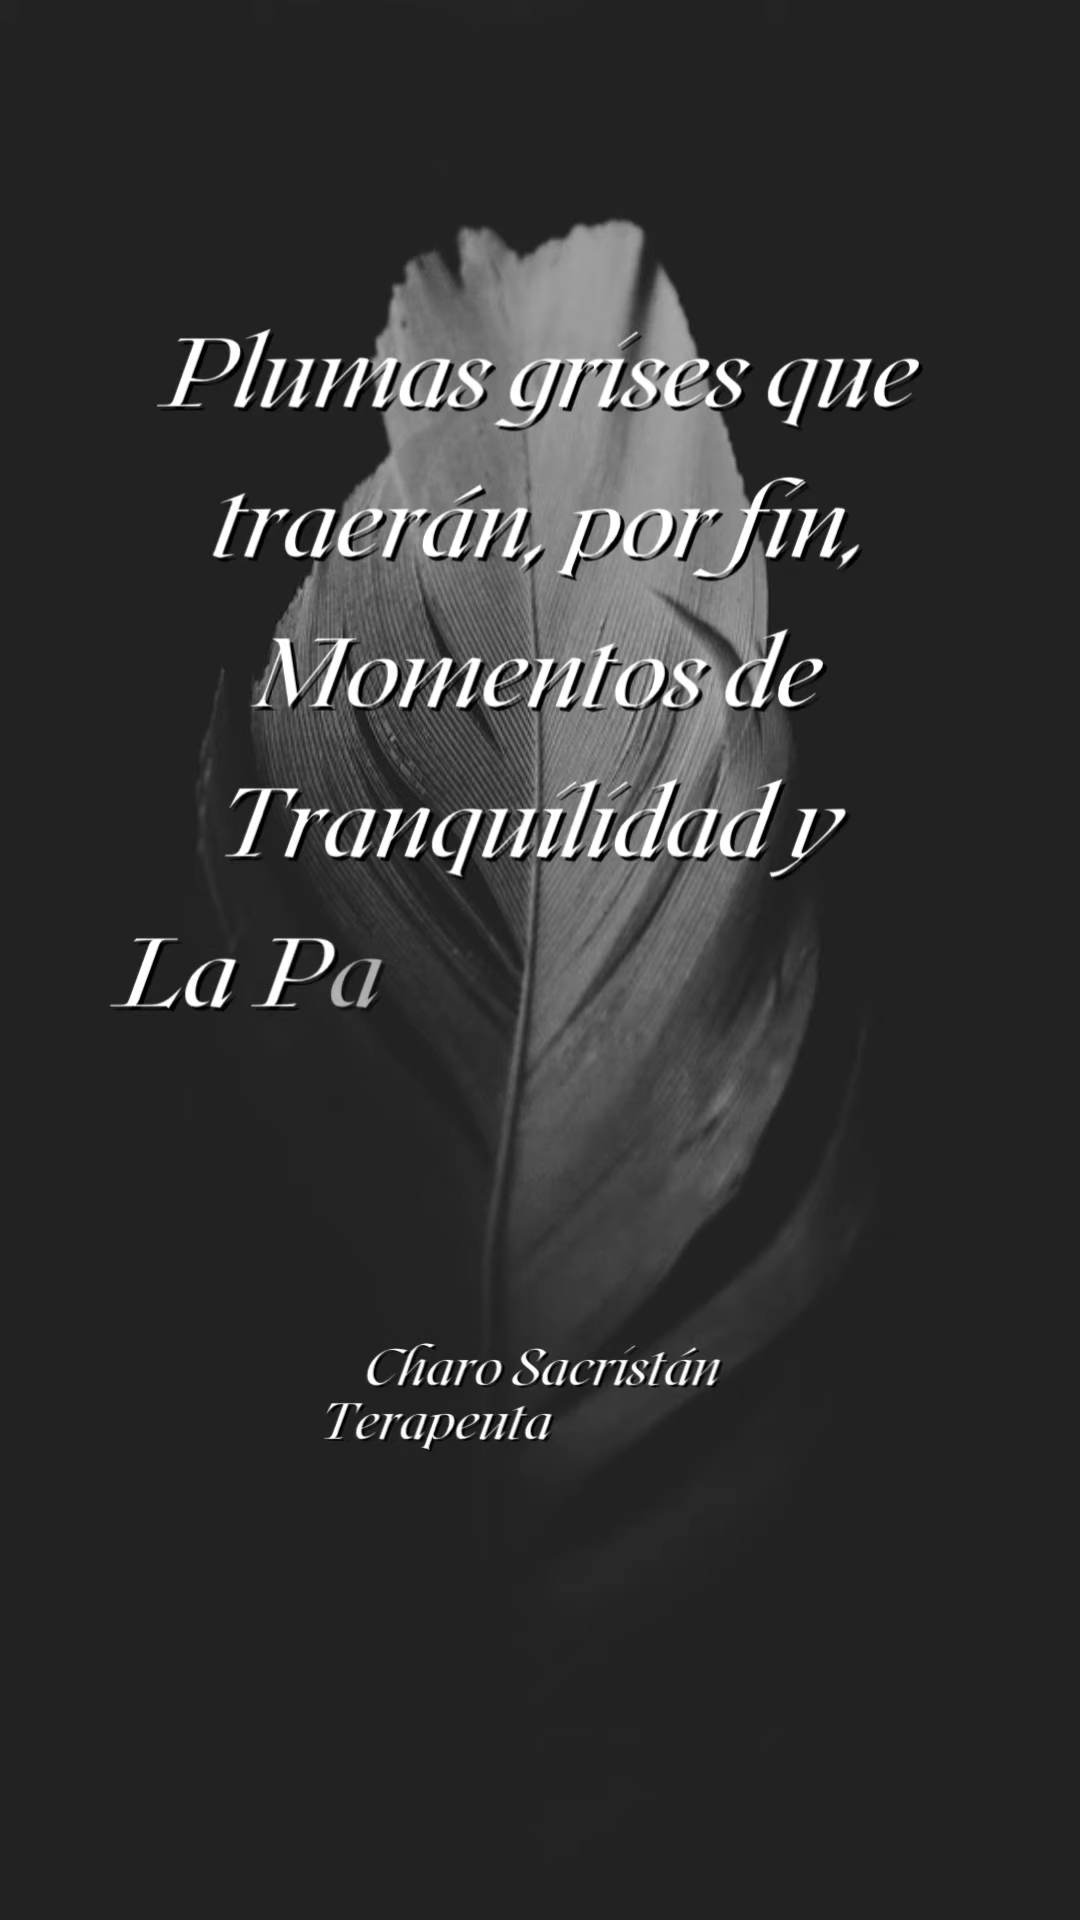 Plumas grises que
traerán, por fin,
Momentos de
Tranquilidad y
La Pa
Charo Sacristán
Terapeuta